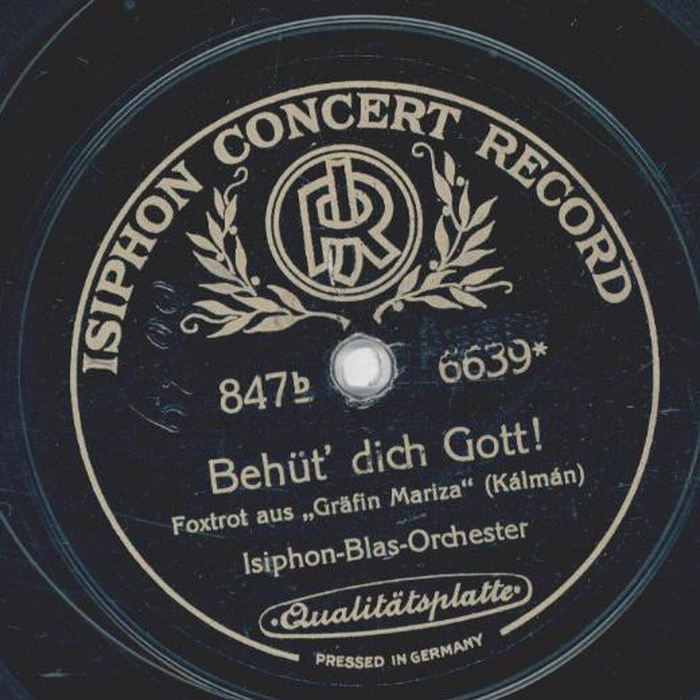 ISIPHON CONCERT RECORD
847b 6639*
Behüt' dich Gott!
Foxtrot aus „Gräfin Mariza“ (Kálmán)
Isiphon-Blas-Orchester
Qualitätsplatte
PRESSED IN GERMANY